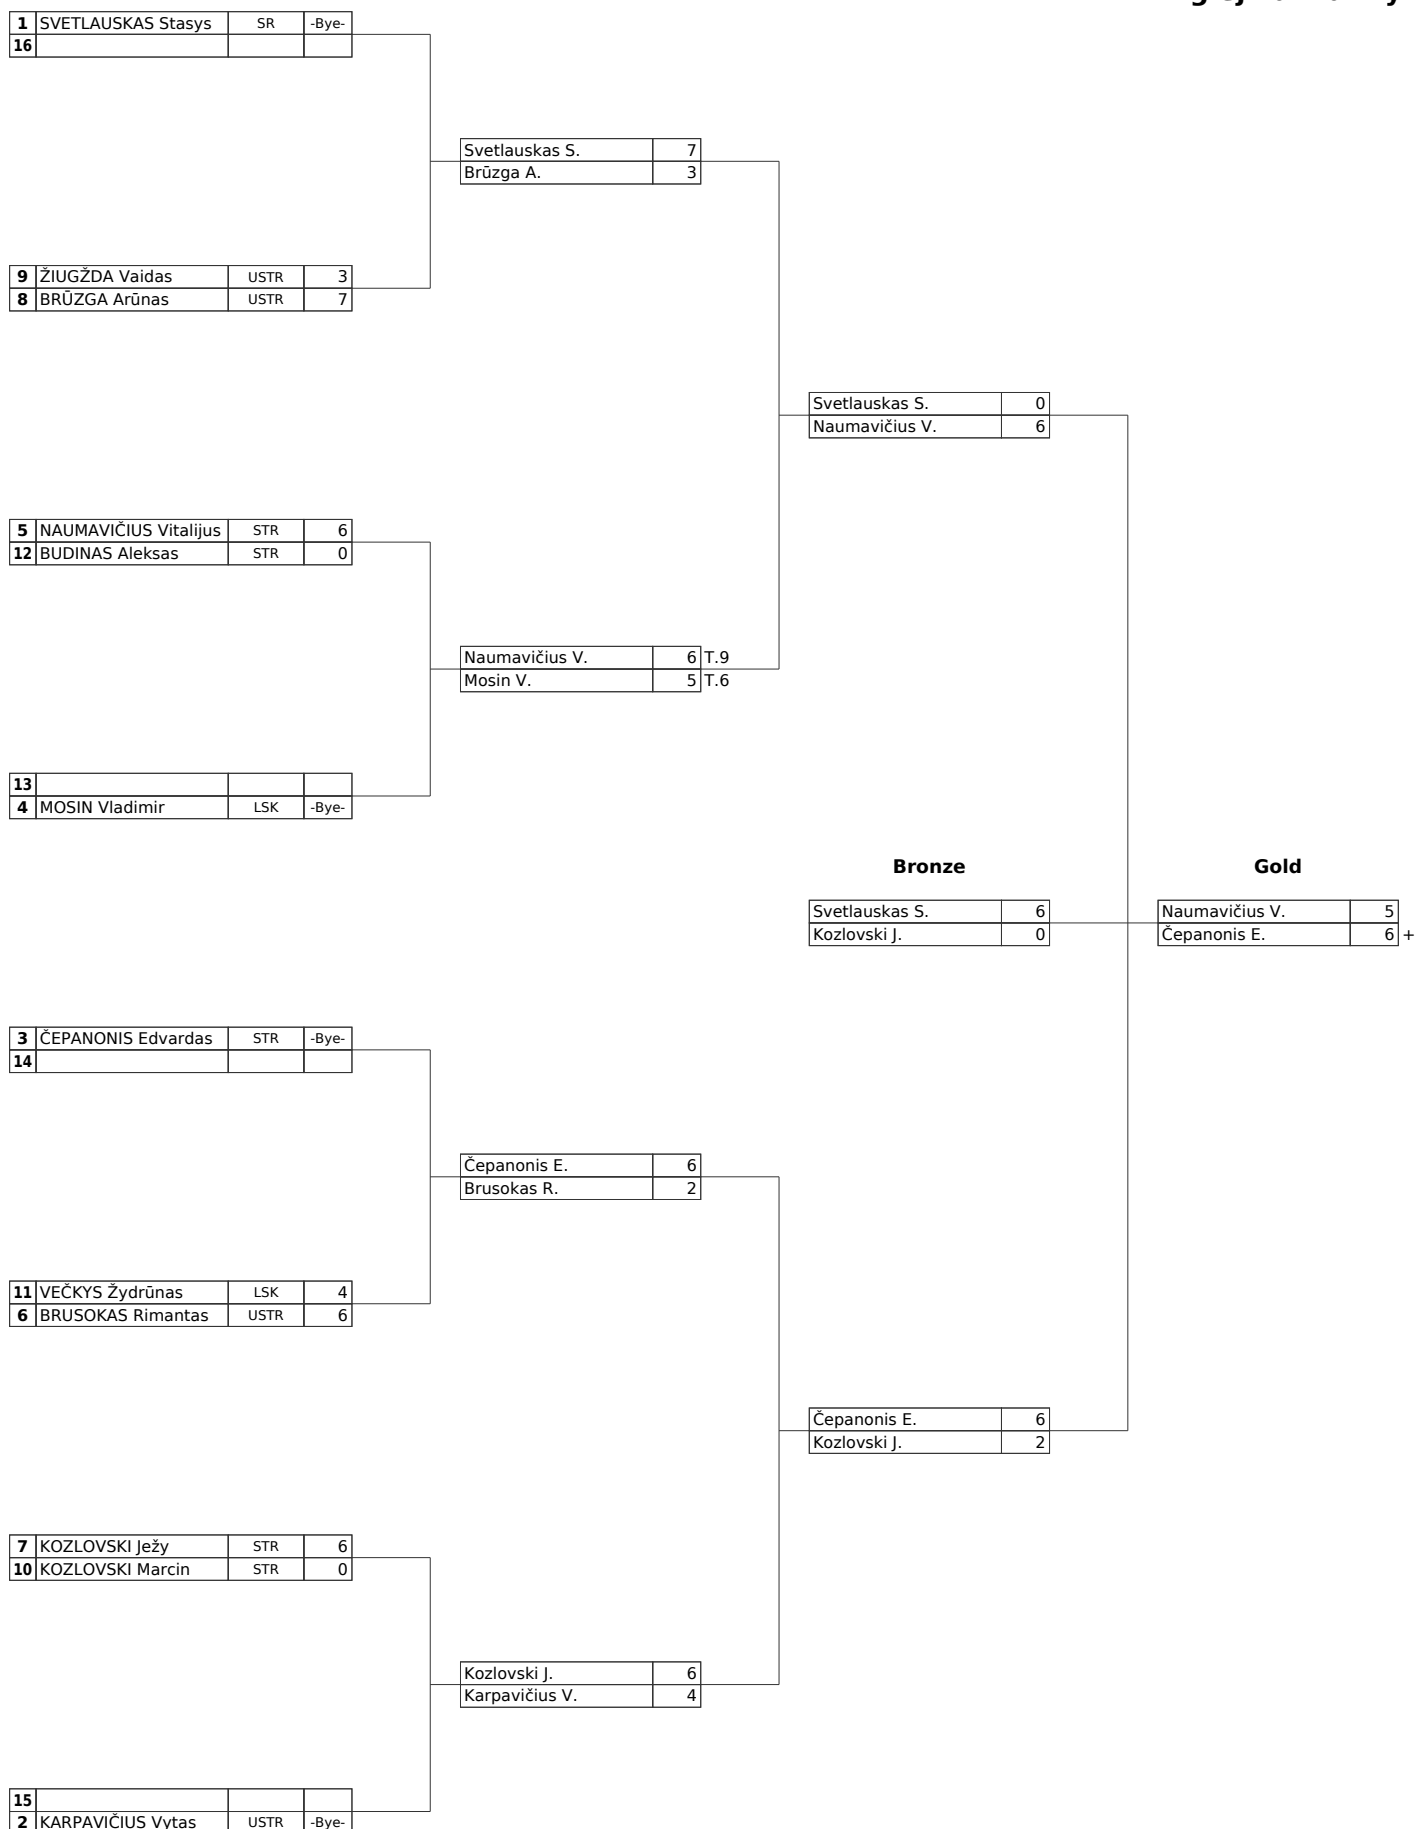 1 SVETLAUSKAS Stasys SR -Bye-
16
Svetlauskas S. 7
Brūzga A. 3
9 ŽIUGŽDA Vaidas USTR 3
8 BRŪZGA Arūnas USTR 7
Svetlauskas S. 0
Naumavičius V. 6
5 NAUMAVIČIUS Vitalijus STR 6
12 BUDINAS Aleksas STR 0
Naumavičius V. 6 T.9
Mosin V. 5 T.6
13
4 MOSIN Vladimir LSK -Bye-
Bronze Gold
Svetlauskas S. 6 Naumavičius V. 5
Kozlovski J. 0 Čepanonis E. 6 +
3 ČEPANONIS Edvardas STR -Bye-
14
Čepanonis E. 6
Brusokas R. 2
11 VEČKYS Žydrūnas LSK 4
6 BRUSOKAS Rimantas USTR 6
Čepanonis E. 6
Kozlovski J. 2
7 KOZLOVSKI Ježy STR 6
10 KOZLOVSKI Marcin STR 0
Kozlovski J. 6
Karpavičius V. 4
15
2 KARPAVIČIUS Vytas USTR -Bye-